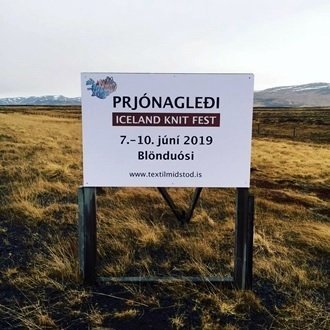 PRJÓNAGLEÐI
ICELAND KNIT FEST
7.-10. júní 2019
Blönduósi
www.textilmidstod.is